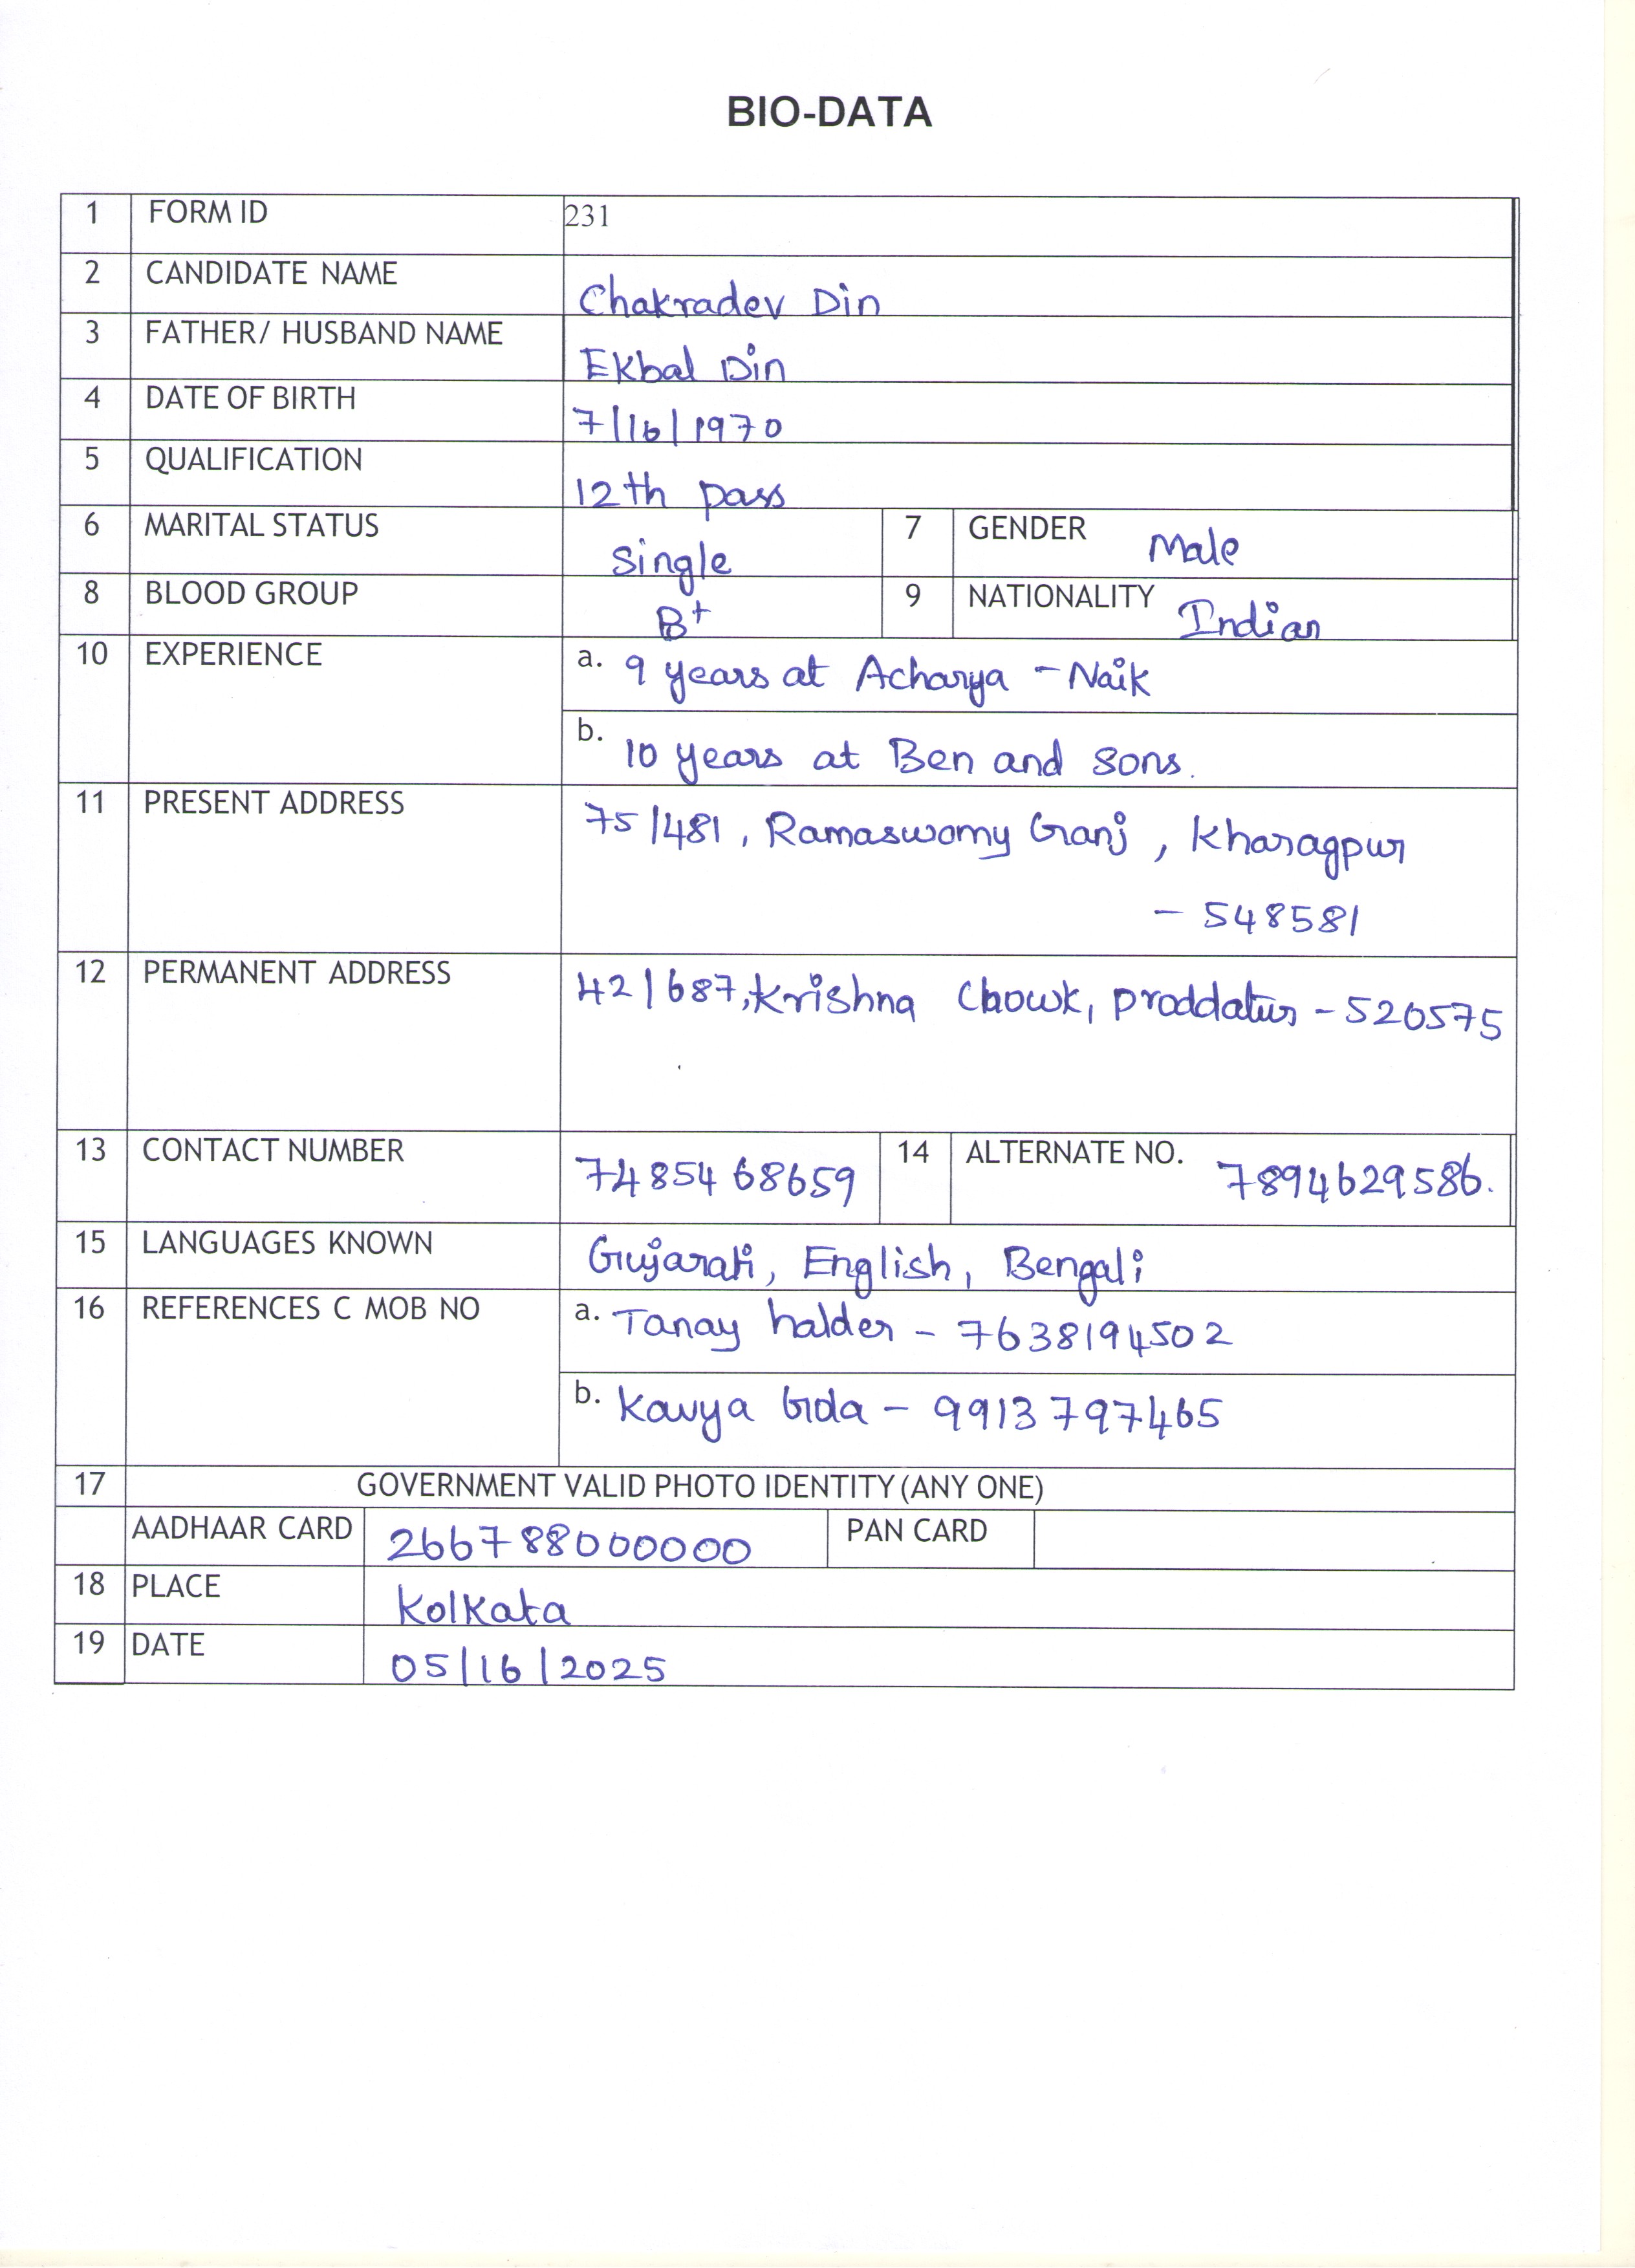 BIO-DATA
1 FORM ID 231
2 CANDIDATE NAME Chakradev Din
3 FATHER/ HUSBAND NAME Ekbal Din
4 DATE OF BIRTH 7/16/1970
5 QUALIFICATION 12th pass
6 MARITAL STATUS Single 7 GENDER Male
8 BLOOD GROUP B+ 9 NATIONALITY Indian
10 EXPERIENCE a. 9 years at Acharya - Naik
b. 10 years at Ben and sons.
11 PRESENT ADDRESS 75/481, Ramaswamy Ganj, Kharagpur
- 548581
12 PERMANENT ADDRESS 42/687, Krishna Chowk, Proddatur - 520575
13 CONTACT NUMBER 7485468659 14 ALTERNATE NO. 7894629586.
15 LANGUAGES KNOWN Gujarati, English, Bengali
16 REFERENCES C MOB NO a. Tanay halder - 7638194502
b. Kavya Gda - 9913797465
17 GOVERNMENT VALID PHOTO IDENTITY (ANY ONE)
AADHAAR CARD 266788000000 PAN CARD
18 PLACE Kolkata
19 DATE 05/16/2025